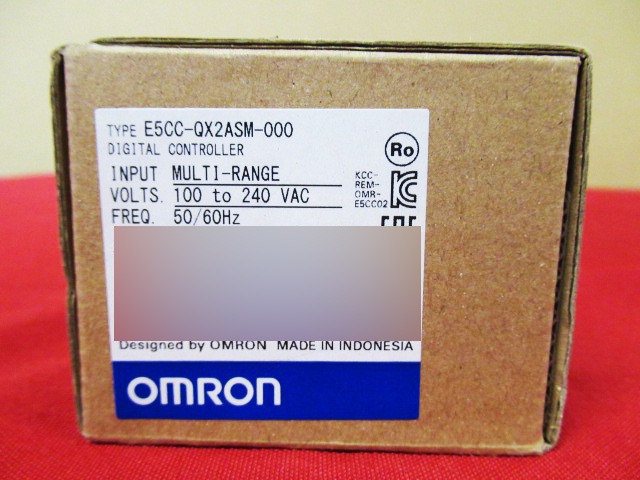 TYPE E5CC-QX2ASM-000
DIGITAL CONTROLLER
Ro
INPUT MULTI-RANGE
VOLTS. 100 to 240 VAC
FREQ. 50/60Hz
KCC-
REM-
OMR-
E5CC02
Designed by OMRON MADE IN INDONESIA
OMRON